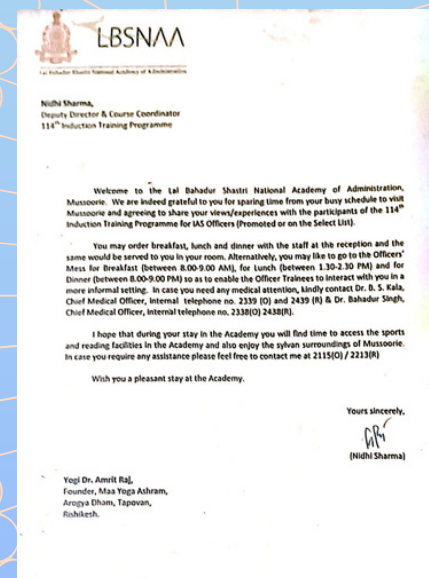 LBSNAA
Lal Bahadur Shastri National Academy of Administration
Nidhi Sharma,
Deputy Director & Course Coordinator
114th Induction Training Programme
Welcome to the Lal Bahadur Shastri National Academy of Administration,
Mussoorie. We are indeed grateful to you for sparing time from your busy schedule to visit
Mussoorie and agreeing to share your views/experiences with the participants of the 114th
Induction Training Programme for IAS Officers (Promoted or on the Select List).
You may order breakfast, lunch and dinner with the staff at the reception and the
same would be served to you in your room. Alternatively, you may like to go to the Officers'
Mess for Breakfast (between 8.00-9.00 AM), for Lunch (between 1.30-2.30 PM) and for
Dinner (between 8.00-9.00 PM) so as to enable the Officer Trainees to interact with you in a
more informal setting. In case you need any medical attention, kindly contact Dr. B. S. Kala,
Chief Medical Officer, Internal telephone no. 2339 (O) and 2439 (R) & Dr. Bahadur Singh,
Chief Medical Officer, Internal telephone no. 2338(O) 2438(R).
I hope that during your stay in the Academy you will find time to access the sports
and reading facilities in the Academy and also enjoy the sylvan surroundings of Mussoorie.
In case you require any assistance please feel free to contact me at 2115(O) / 2213(R)
Wish you a pleasant stay at the Academy.
Yours sincerely,
(Nidhi Sharma)
Yogi Dr. Amrit Raj,
Founder, Maa Yoga Ashram,
Arogya Dham, Tapovan,
Rishikesh.